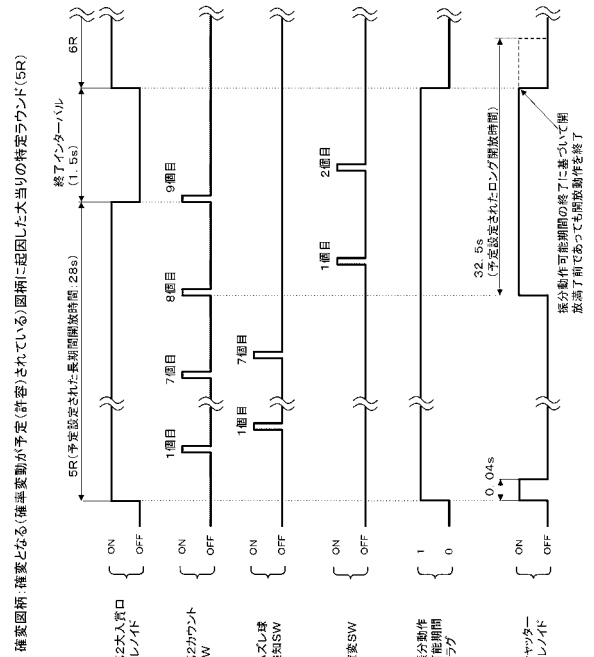 確変図柄:確変となる(確率変動が予定(許容)されている)図柄に起因した大当りの特定ラウンド(5R)
5R(予定設定された長期間開放時間:28s)
終了インターバル
(1.5s)
6R
2大入賞口
レノイド
ON
OFF
2カウント
W
ON
OFF
1個目
7個目
8個目
9個目
ズレ球
知SW
ON
OFF
1個目
7個目
変SW
ON
OFF
1個目
2個目
分動作
能期間
ラグ
1
0
ャッター
レノイド
ON
OFF
0.04s
32.5s
(予定設定されたロング開放時間)
振分動作可能期間の終了に基づいて開
放満了前であっても開放動作を終了